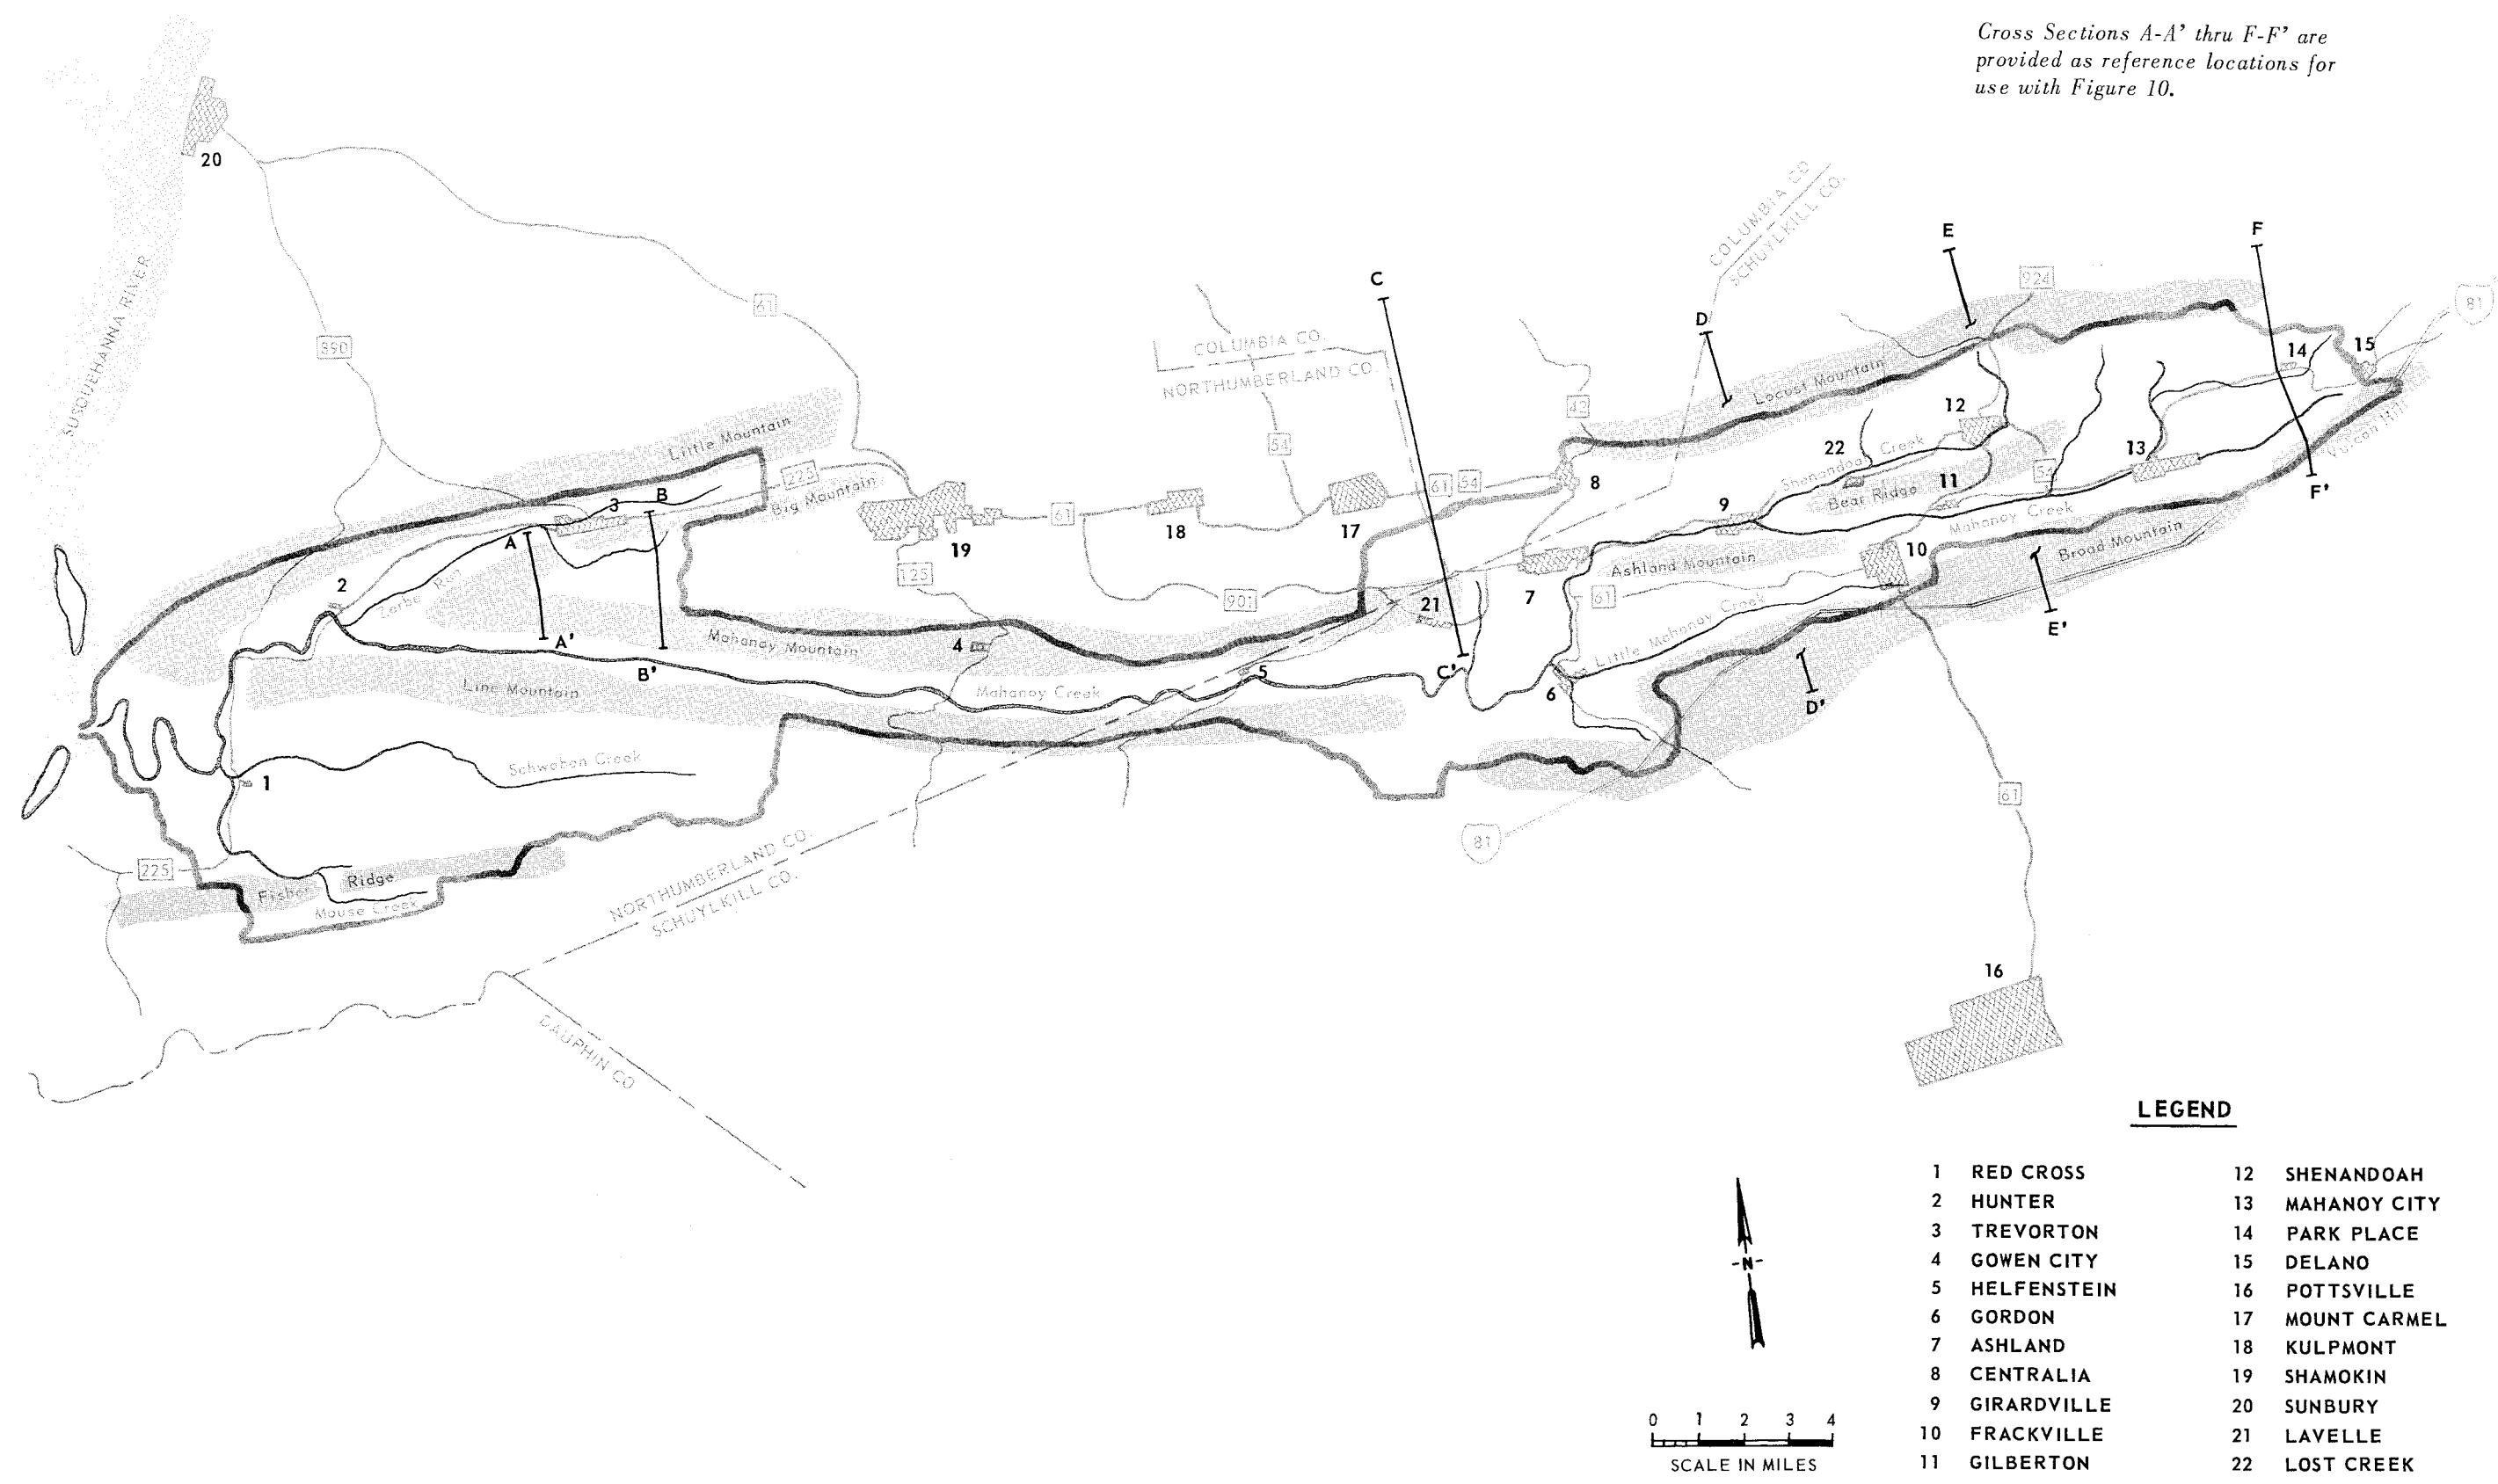 Cross Sections A-A' thru F-F' are
provided as reference locations for
use with Figure 10.
20
SUSQUEHANNA RIVER
890
61
COLUMBIA CO.
NORTHUMBERLAND CO.
54
C
COLUMBIA CO
SCHUYLKILL CO.
D
E
F
924
81
Little Mountain
225
Big Mountain
3
B
A
2
Zerbe Run
A'
B'
19
61
18
17
61
54
125
901
42
8
Locust Mountain
12
22
Shenandoah Creek
Bear Ridge
11
54
13
14
15
F'
Vulcan Hill
9
Mahanoy Creek
Broad Mountain
10
Ashland Mountain
61
7
21
Little Mahanoy Creek
E'
D'
Mahanoy Mountain
4
Line Mountain
Mahanoy Creek
5
C'
6
1
Schwaben Creek
225
Fisher Ridge
Mouse Creek
NORTHUMBERLAND CO.
SCHUYLKILL CO.
DAUPHIN CO
81
61
16
LEGEND
1 RED CROSS
2 HUNTER
3 TREVORTON
4 GOWEN CITY
5 HELFENSTEIN
6 GORDON
7 ASHLAND
8 CENTRALIA
9 GIRARDVILLE
10 FRACKVILLE
11 GILBERTON
12 SHENANDOAH
13 MAHANOY CITY
14 PARK PLACE
15 DELANO
16 POTTSVILLE
17 MOUNT CARMEL
18 KULPMONT
19 SHAMOKIN
20 SUNBURY
21 LAVELLE
22 LOST CREEK
-N-
0 1 2 3 4
SCALE IN MILES